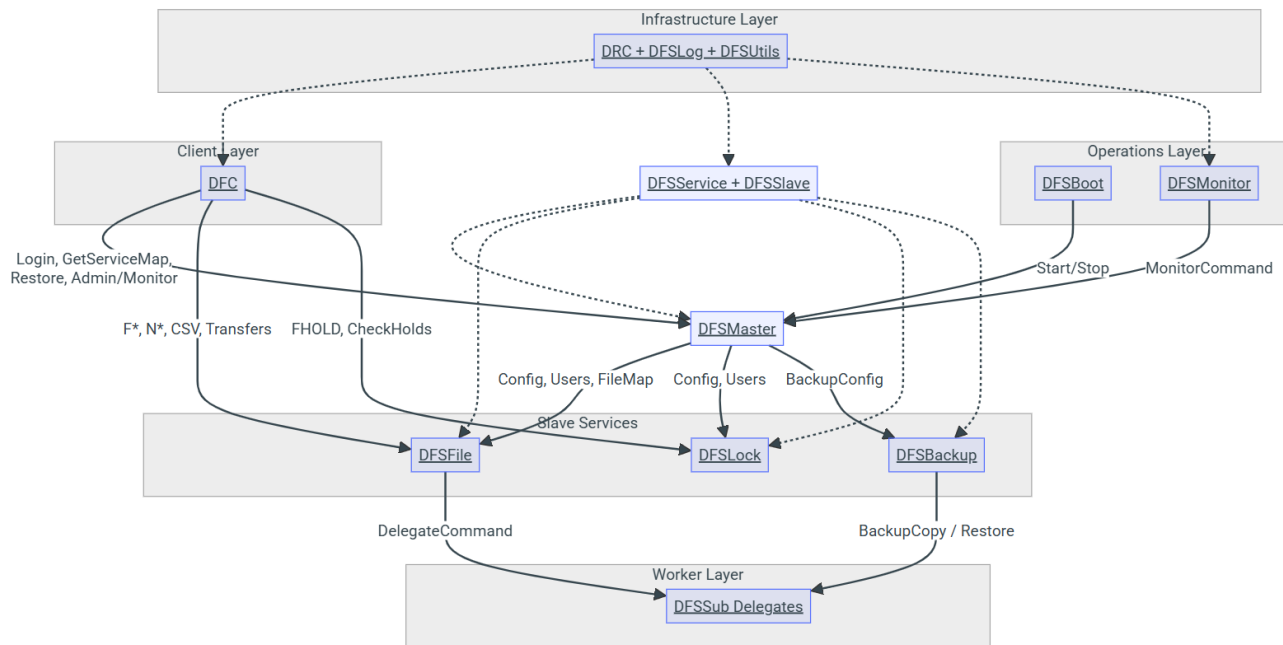 Infrastructure Layer
DRC + DFSLog + DFSUtils
Client Layer
Operations Layer
DFC
DFSService + DFSSlave
DFSBoot
DFSMonitor
Login, GetServiceMap,
Restore, Admin/Monitor
Start/Stop
MonitorCommand
F*, N*, CSV, Transfers
FHOLD, CheckHolds
DFSMaster
Config, Users, FileMap
Config, Users
BackupConfig
Slave Services
DFSFile
DFSLock
DFSBackup
DelegateCommand
BackupCopy / Restore
Worker Layer
DFSSub Delegates